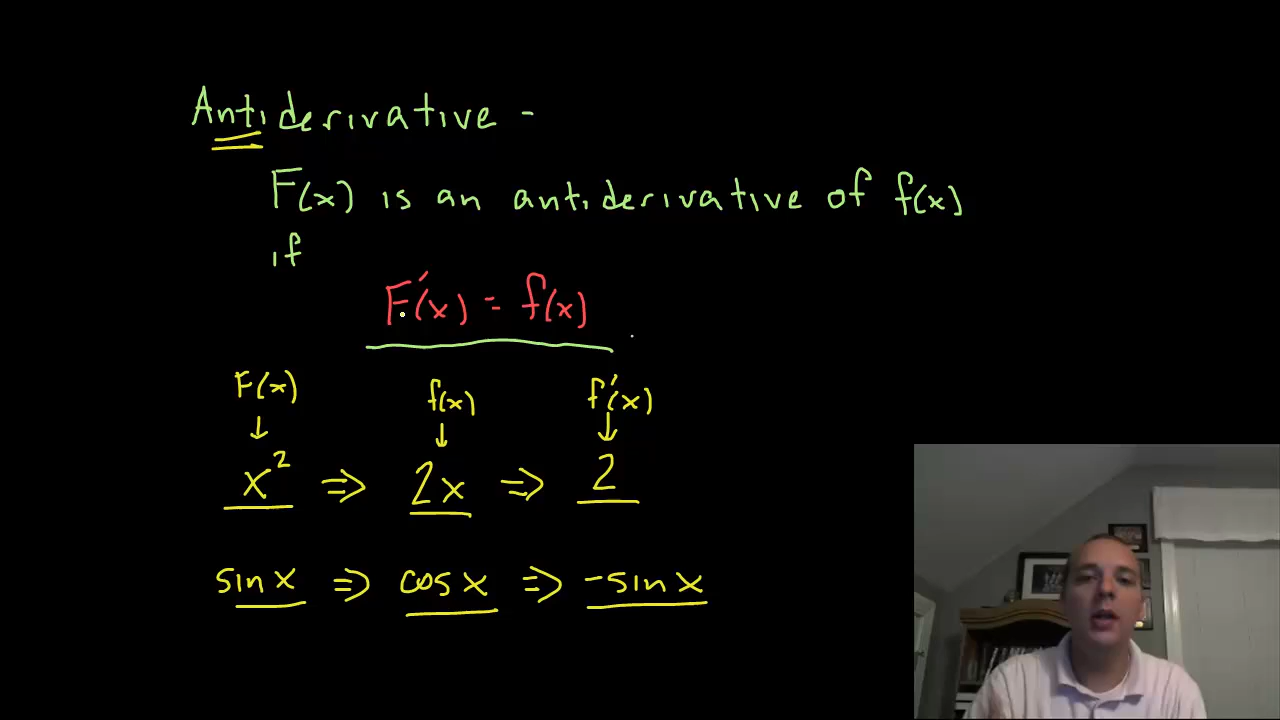 Antiderivative -
F(x) is an antiderivative of f(x)
if
F'(x) = f(x)
F(x) f(x) f'(x)
↓ ↓ ↓
x² ⇒ 2x ⇒ 2
sin x ⇒ cos x ⇒ -sin x